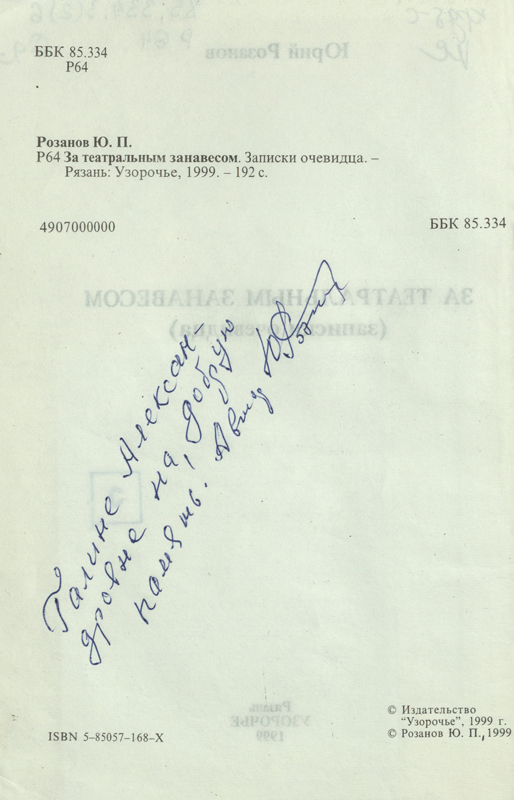 ББК 85.334
Р64
Розанов Ю. П.
Р64 За театральным занавесом. Записки очевидца. –
Рязань: Узорочье, 1999. – 192 с.
4907000000
ББК 85.334
Галине Алексан-
дровне на добрую
память. Автор
ISBN 5–85057–168–X
© Издательство
“Узорочье”, 1999 г.
© Розанов Ю. П., 1999